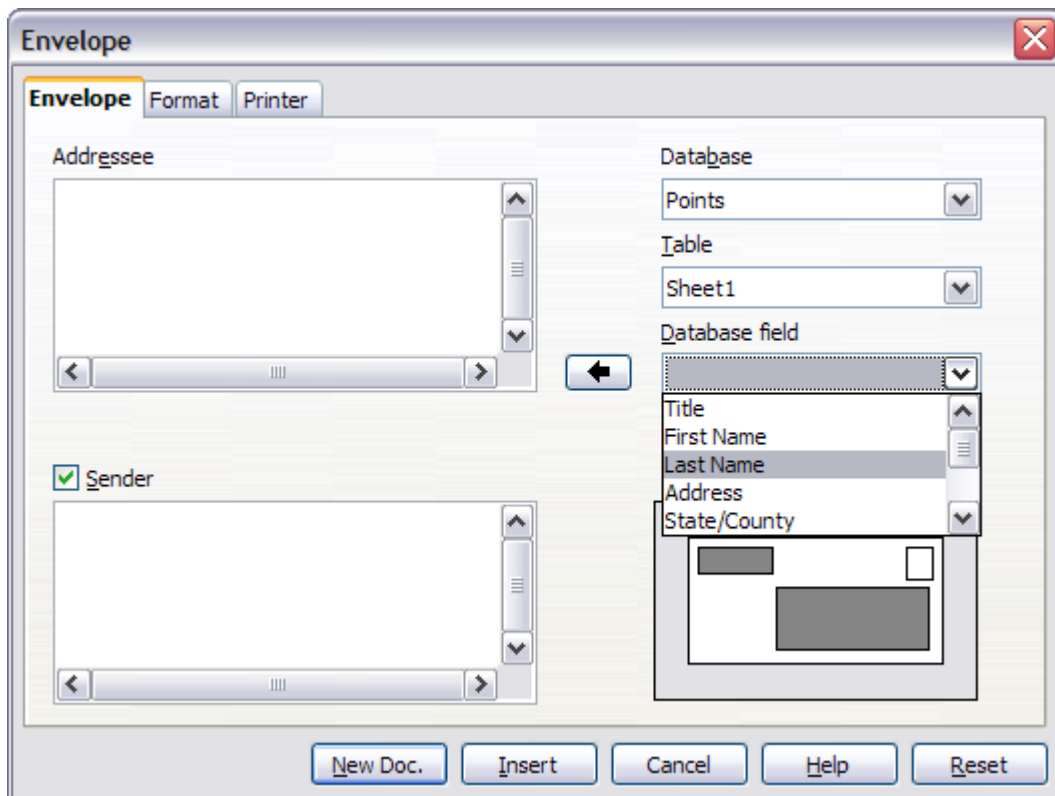 Envelope
Envelope Format Printer
Addressee
Database
Points
Table
Sheet1
Database field
Title
First Name
Last Name
Address
State/County
Sender
New Doc. Insert Cancel Help Reset